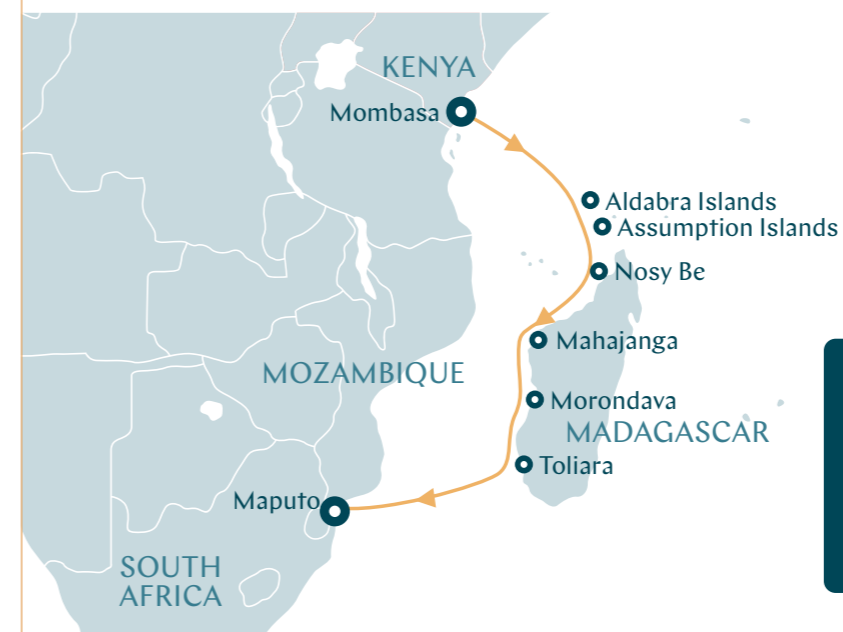 KENYA
Mombasa
Aldabra Islands
Assumption Islands
Nosy Be
Mahajanga
MOZAMBIQUE
Morondava
MADAGASCAR
Toliara
Maputo
SOUTH
AFRICA